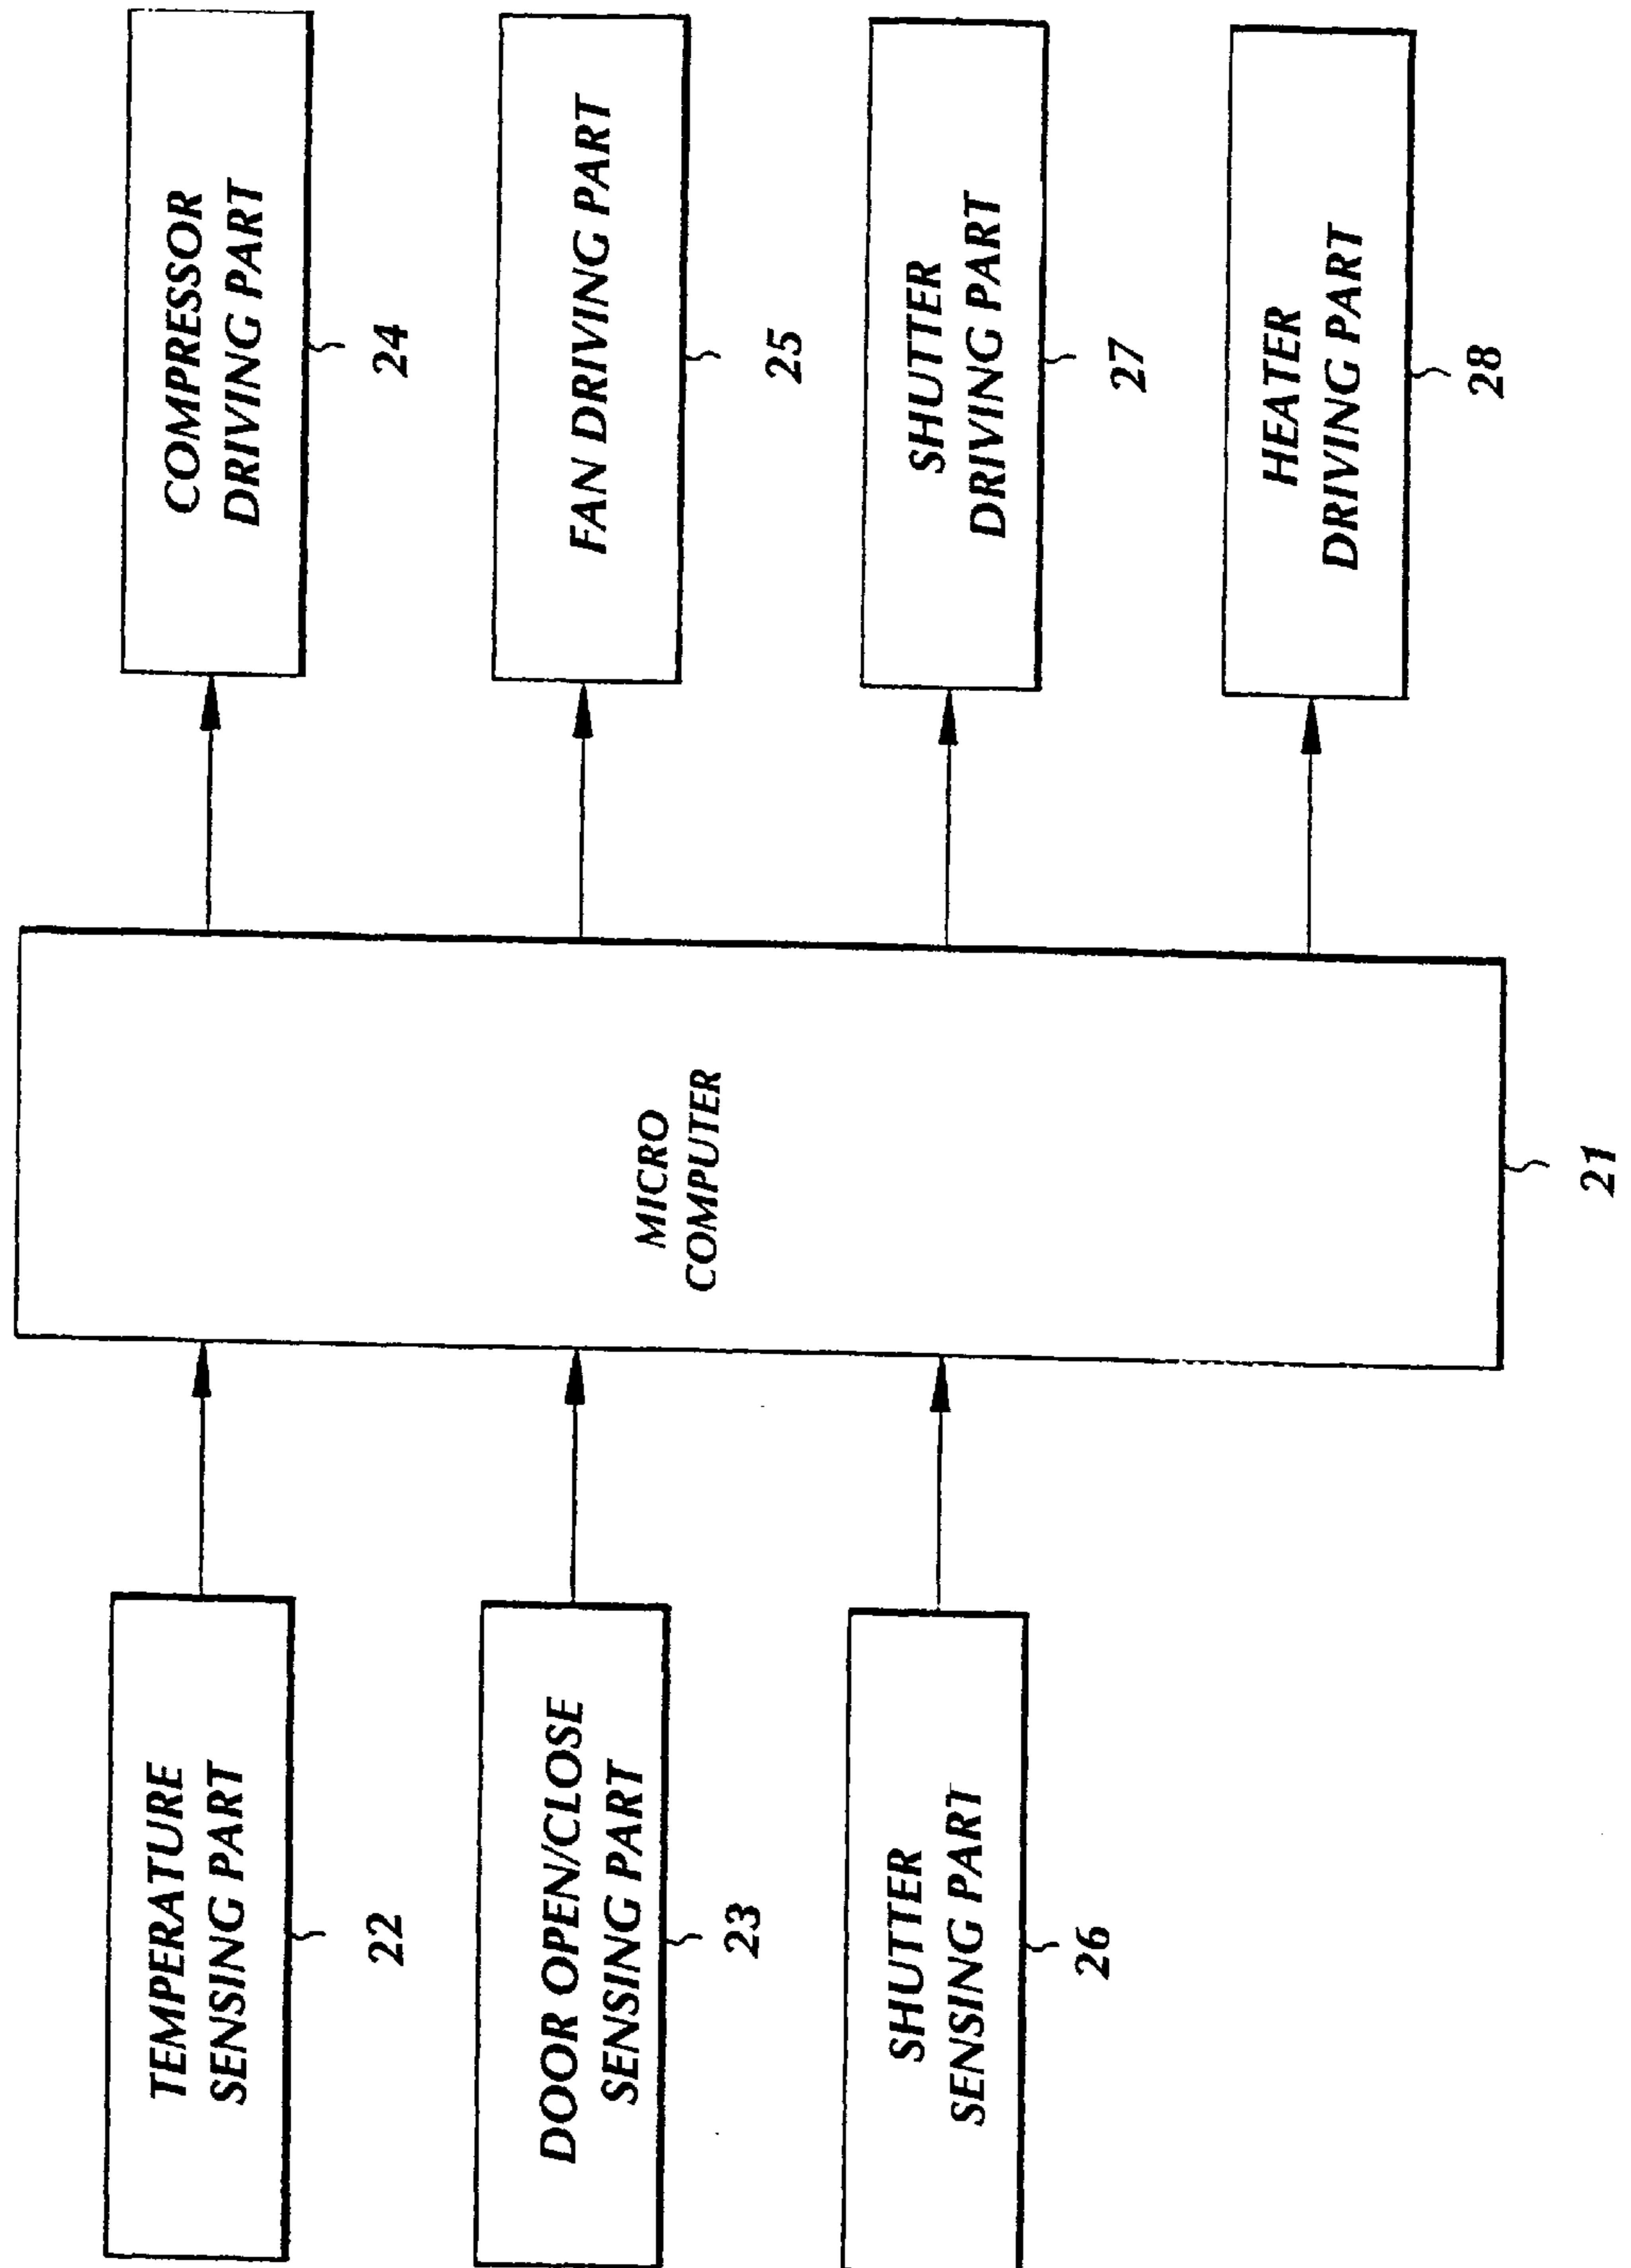 TEMPERATURE
SENSING PART
22
DOOR OPEN/CLOSE
SENSING PART
23
SHUTTER
SENSING PART
26
MICRO
COMPUTER
21
COMPRESSOR
DRIVING PART
24
FAN DRIVING PART
25
SHUTTER
DRIVING PART
27
HEATER
DRIVING PART
28